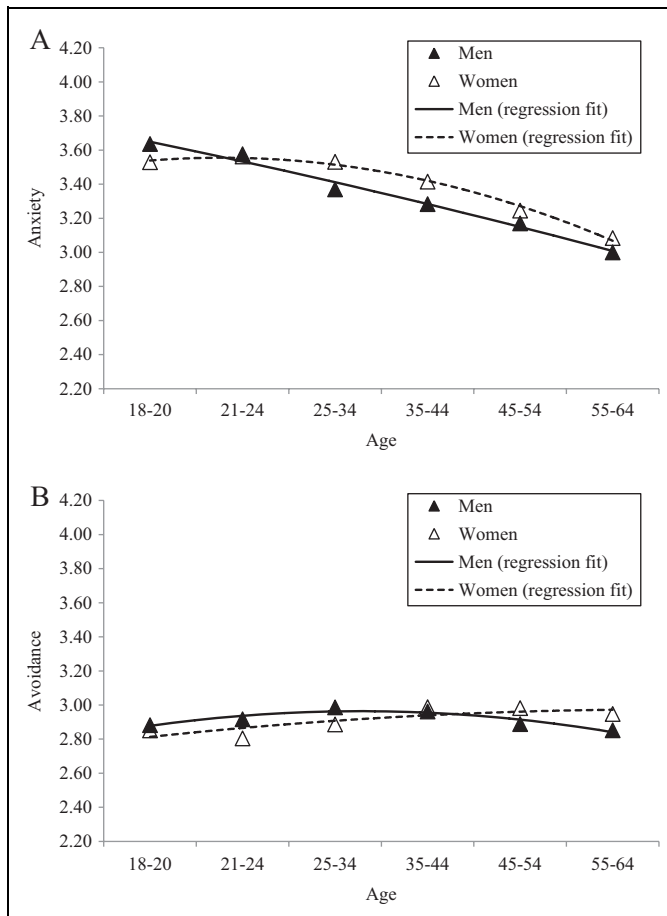 A
4.20
4.00
3.80
3.60
3.40
3.20
3.00
2.80
2.60
2.40
2.20
Anxiety
Men
Women
Men (regression fit)
Women (regression fit)
18-20 21-24 25-34 35-44 45-54 55-64
Age
B
4.20
4.00
3.80
3.60
3.40
3.20
3.00
2.80
2.60
2.40
2.20
Avoidance
Men
Women
Men (regression fit)
Women (regression fit)
18-20 21-24 25-34 35-44 45-54 55-64
Age